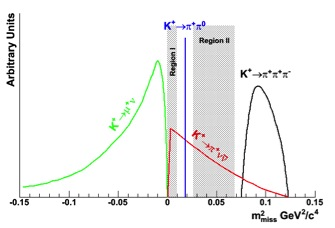 K⁺→π⁺π⁰
Arbitrary Units
Region I
Region II
K⁺→π⁺π⁺π⁻
K⁺→μ⁺ν
K⁺→π⁺νν̄
-0.15 -0.1 -0.05 0 0.05 0.1 0.15
m²miss GeV²/c⁴